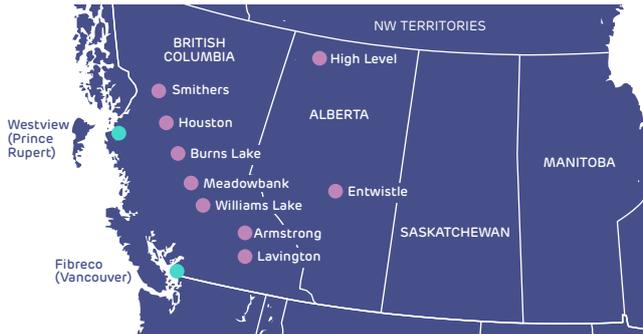 NW TERRITORIES
BRITISH
COLUMBIA
High Level
Smithers
ALBERTA
Houston
Westview
(Prince
Rupert)
Burns Lake
MANITOBA
Meadowbank
Entwistle
Williams Lake
Armstrong
SASKATCHEWAN
Lavington
Fibreco
(Vancouver)